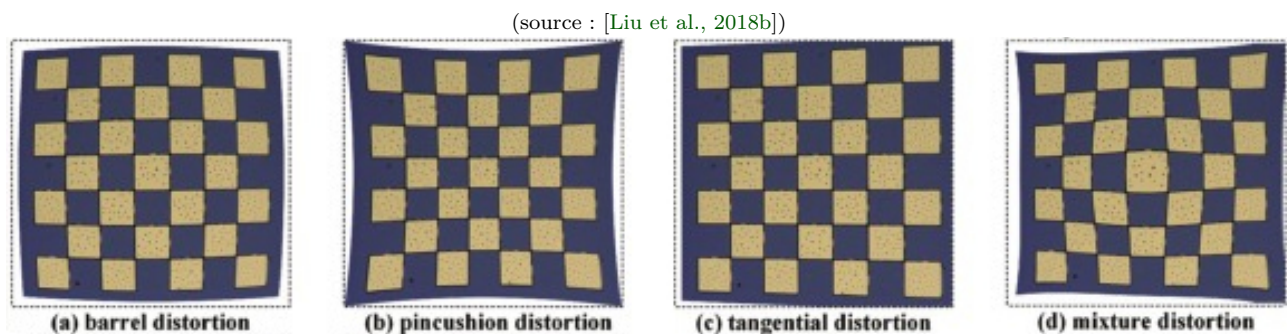 (source : [Liu et al., 2018b])
(a) barrel distortion
(b) pincushion distortion
(c) tangential distortion
(d) mixture distortion